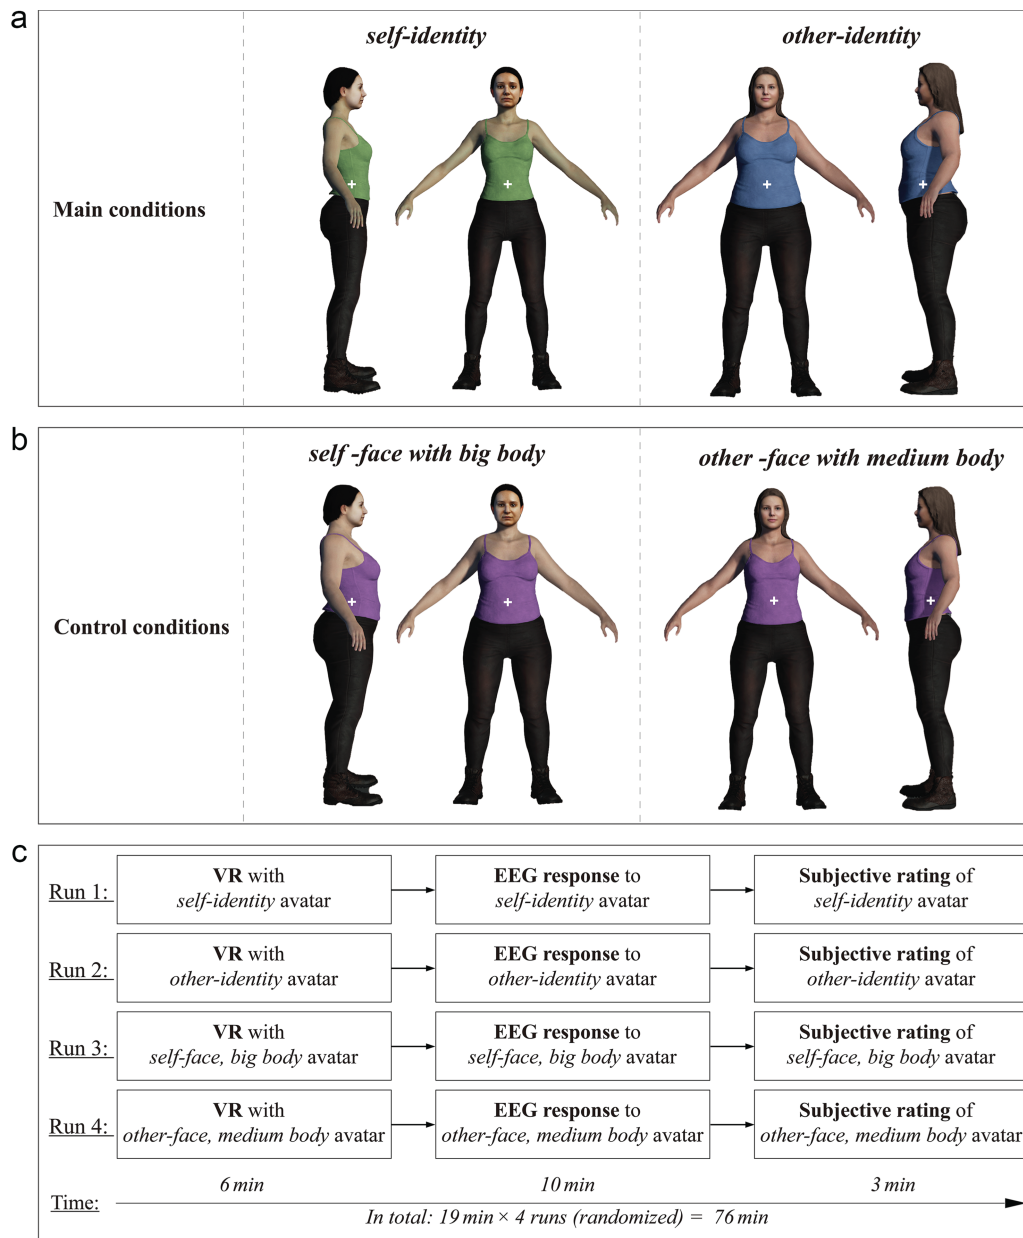 a
self-identity
other-identity
Main conditions
b
self -face with big body
other -face with medium body
Control conditions
c
Run 1:
VR with
self-identity avatar
EEG response to
self-identity avatar
Subjective rating of
self-identity avatar
Run 2:
VR with
other-identity avatar
EEG response to
other-identity avatar
Subjective rating of
other-identity avatar
Run 3:
VR with
self-face, big body avatar
EEG response to
self-face, big body avatar
Subjective rating of
self-face, big body avatar
Run 4:
VR with
other-face, medium body avatar
EEG response to
other-face, medium body avatar
Subjective rating of
other-face, medium body avatar
Time:
6 min
10 min
3 min
In total: 19 min × 4 runs (randomized) = 76 min